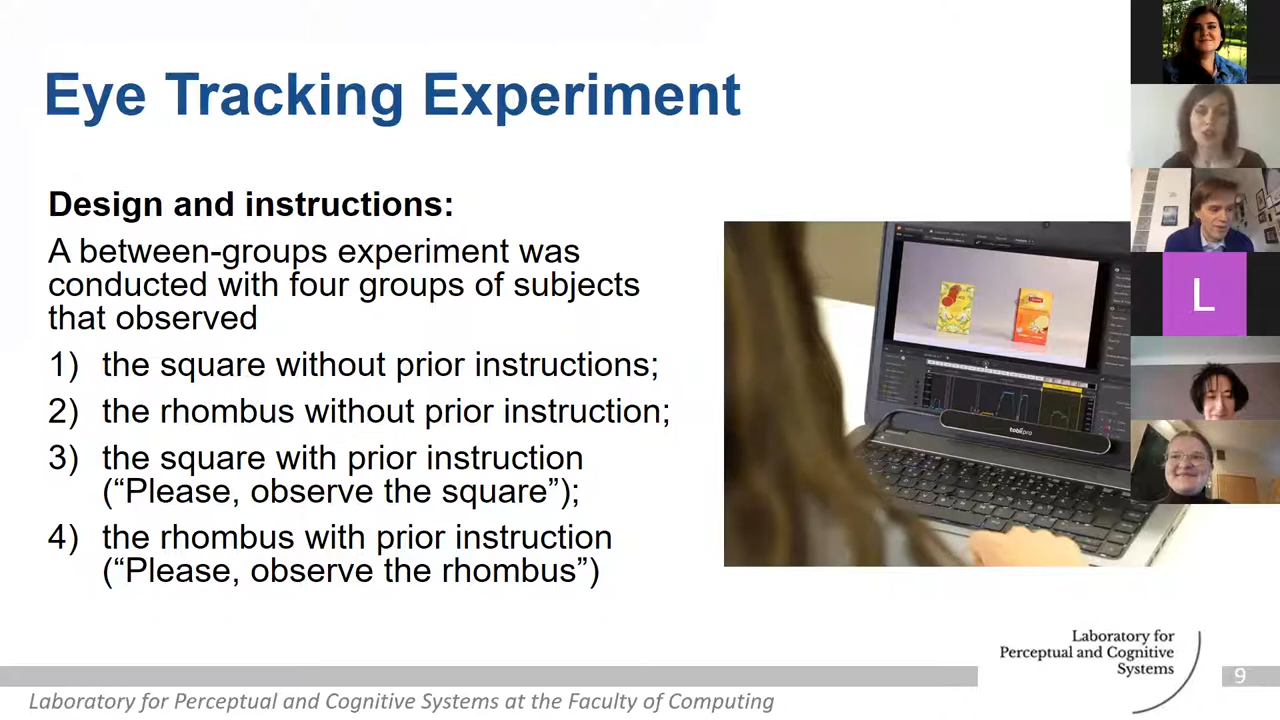 Eye Tracking Experiment
Design and instructions:
A between-groups experiment was
conducted with four groups of subjects
that observed
1) the square without prior instructions;
2) the rhombus without prior instruction;
3) the square with prior instruction
(“Please, observe the square”);
4) the rhombus with prior instruction
(“Please, observe the rhombus”)
tobiipro
L
Laboratory for
Perceptual and Cognitive
Systems
Laboratory for Perceptual and Cognitive Systems at the Faculty of Computing
9